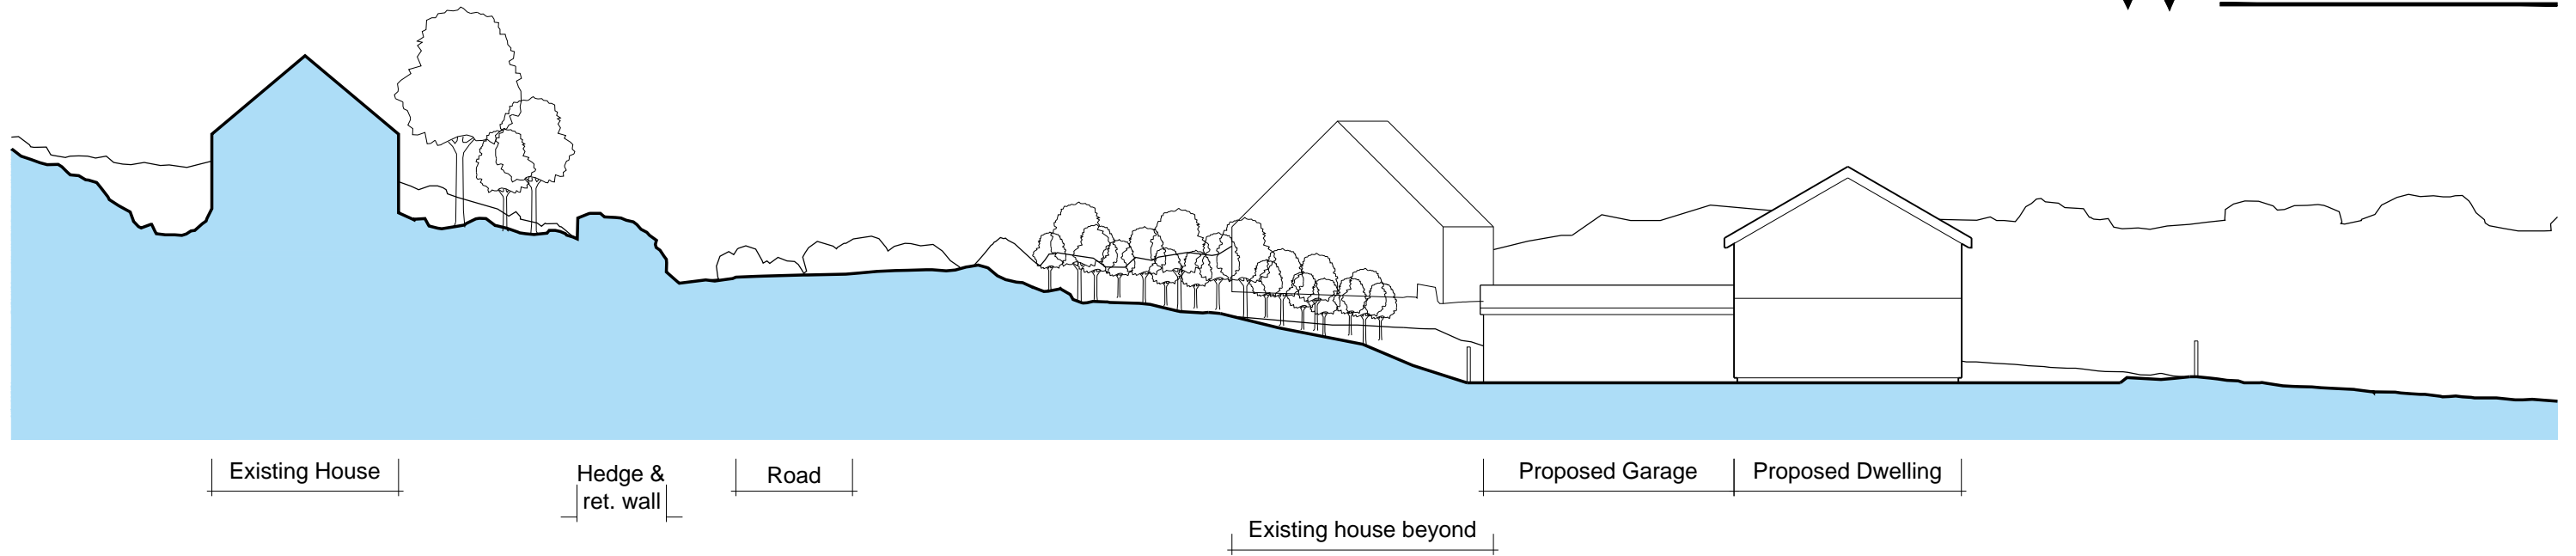 Existing House
Hedge &
ret. wall
Road
Existing house beyond
Proposed Garage
Proposed Dwelling